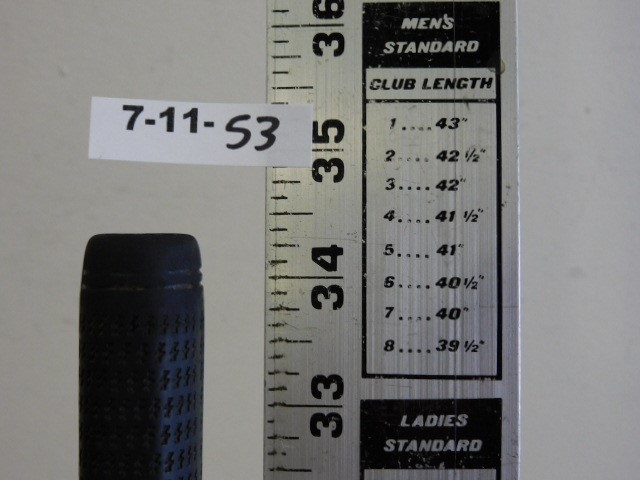 7-11-53
36
35
34
33
MEN'S
STANDARD
CLUB LENGTH
1....43"
2....42 1/2"
3....42"
4....41 1/2"
5....41"
6....40 1/2"
7....40"
8....39 1/2"
LADIES
STANDARD